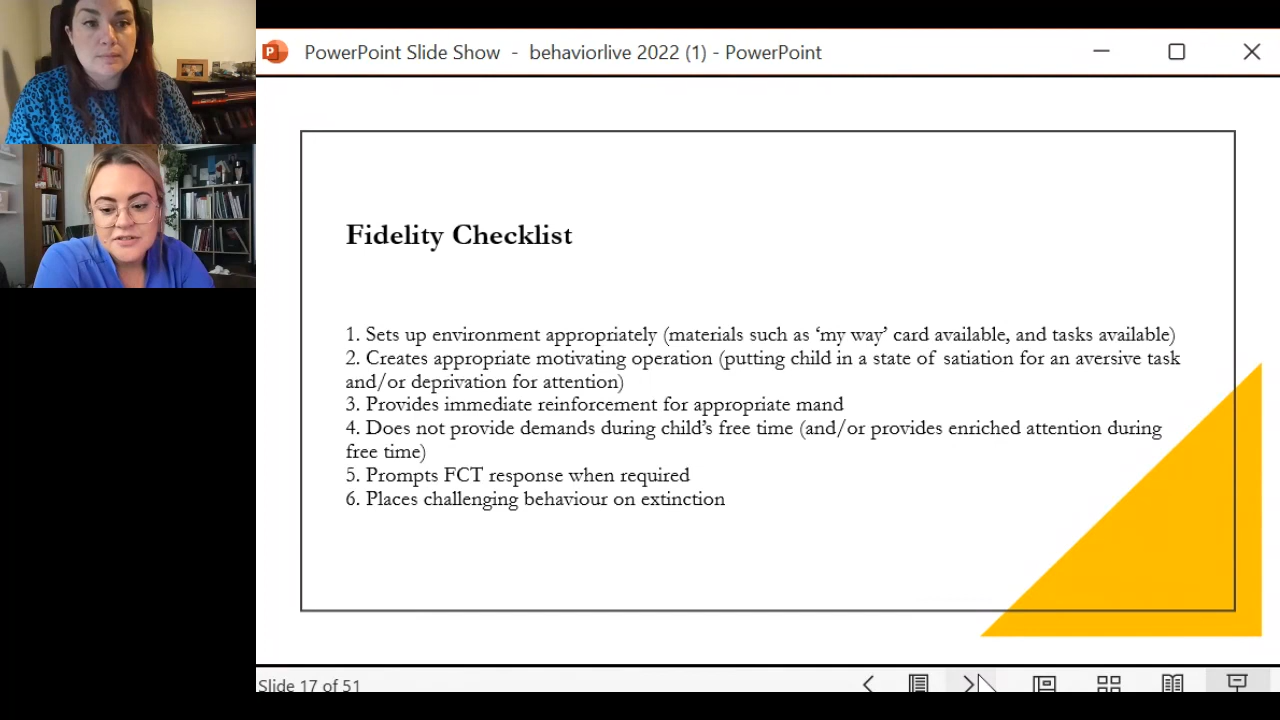 PowerPoint Slide Show - behaviorlive 2022 (1) - PowerPoint
Fidelity Checklist
1. Sets up environment appropriately (materials such as ‘my way’ card available, and tasks available)
2. Creates appropriate motivating operation (putting child in a state of satiation for an aversive task
and/or deprivation for attention)
3. Provides immediate reinforcement for appropriate mand
4. Does not provide demands during child’s free time (and/or provides enriched attention during
free time)
5. Prompts FCT response when required
6. Places challenging behaviour on extinction
Slide 17 of 51